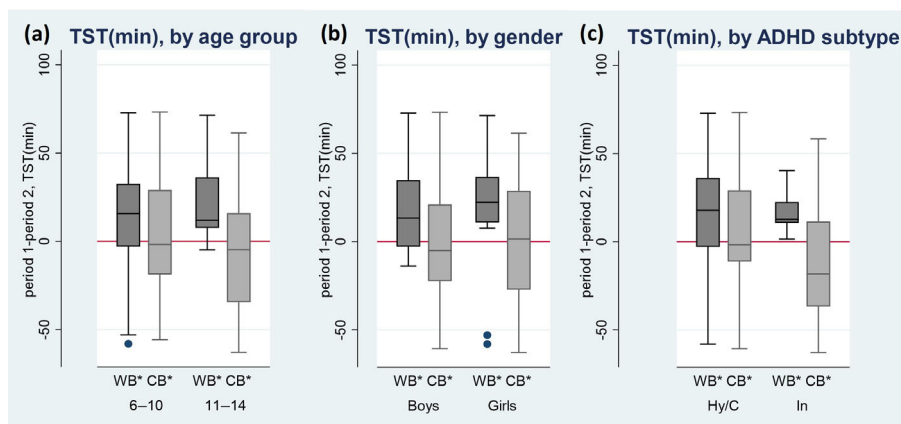 (a) TST(min), by age group
period 1-period 2, TST(min)
100
50
0
-50
WB* CB* WB* CB*
6–10 11–14
(b) TST(min), by gender
period 1-period 2, TST(min)
100
50
0
-50
WB* CB* WB* CB*
Boys Girls
(c) TST(min), by ADHD subtype
period 1-period 2, TST(min)
100
50
0
-50
WB* CB* WB* CB*
Hy/C In